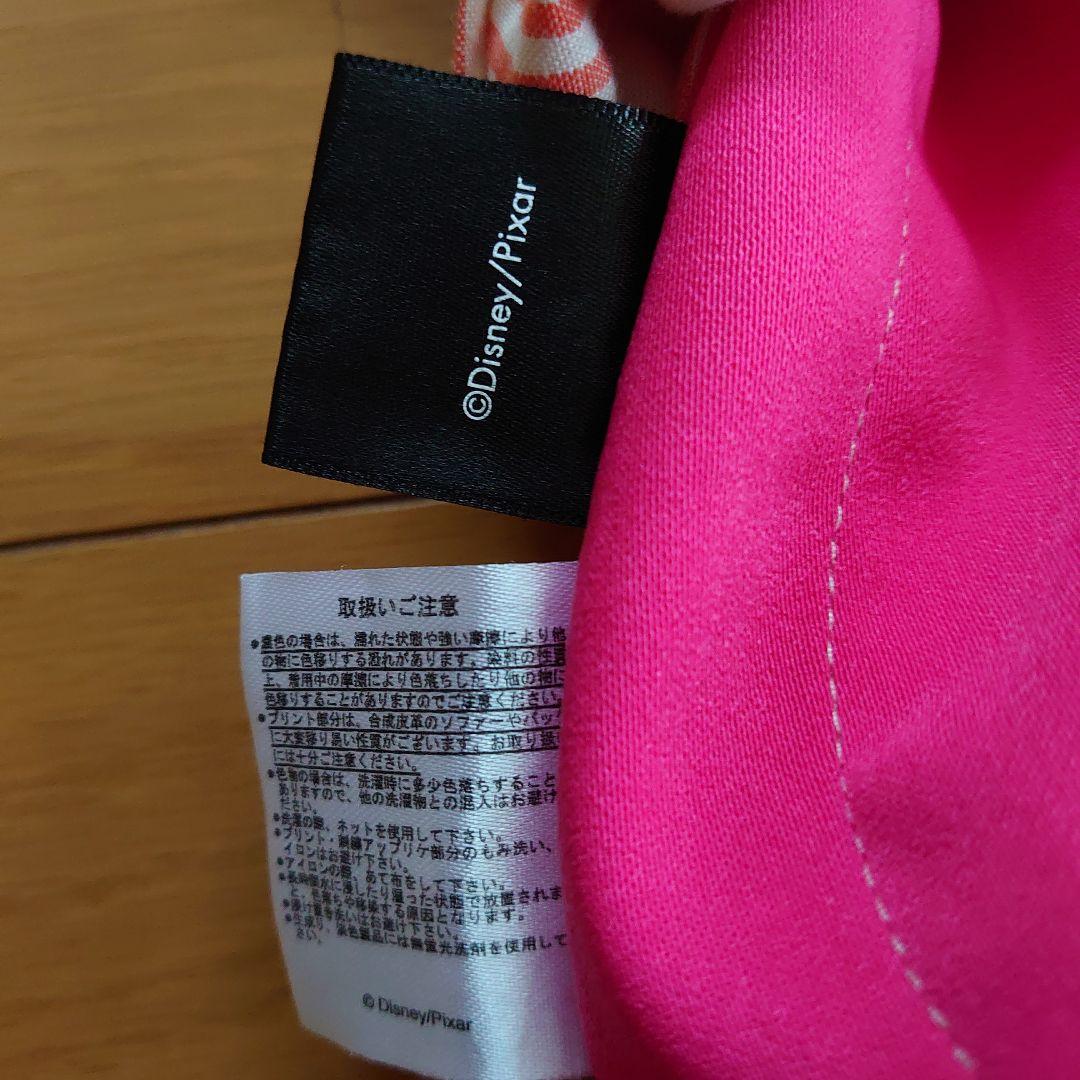 ©Disney/Pixar
取扱いご注意
●濃色の場合は、濡れた状態や強い摩擦により他
の物に色移りする恐れがあります。染料の性質
上、着用中の摩擦により色落ちしたり他の物に
色移りすることがありますのでご注意ください。
●プリント部分は、合成皮革のソファーやバッグ
に大変移り易い性質がございます。お取り扱い
には十分ご注意ください。
●色物の場合は、洗濯時に多少色落ちすること
ありますので、他の洗濯物との混入はお避け
ださい。
●洗濯の際、ネットを使用して下さい。
●プリント・刺繍アップリケ部分のもみ洗い、
イロンはお避け下さい。
●アイロンの際、あて布をして下さい。
●長時間水に浸したり湿った状態で放置されま
と、色落ちや移染する原因となります。
●漬け置き洗いはお避け下さい。
●生成り、淡色製品には無蛍光洗剤を使用して
さい。
© Disney/Pixar